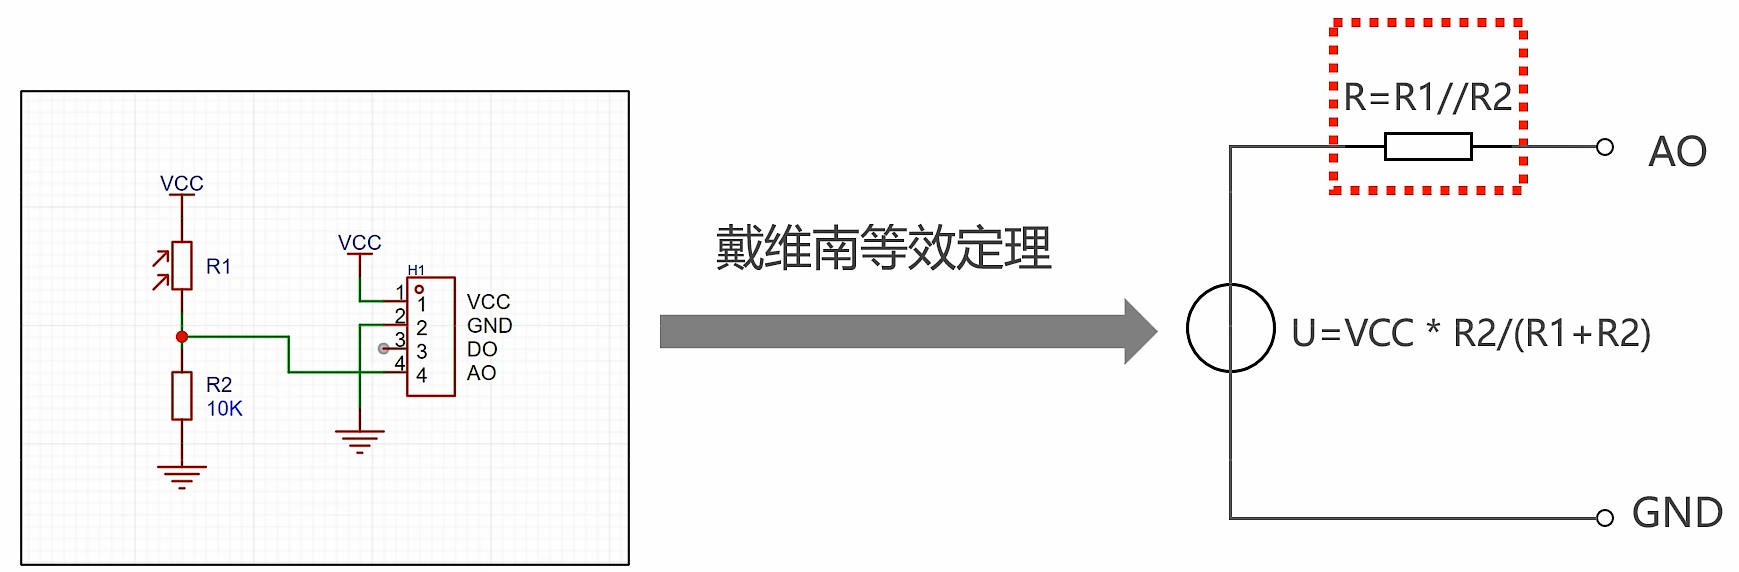 VCC
R1
R2
10K
VCC
H1
1 1 VCC
2 2 GND
3 3 DO
4 4 AO
戴维南等效定理
R=R1//R2
AO
U=VCC * R2/(R1+R2)
GND